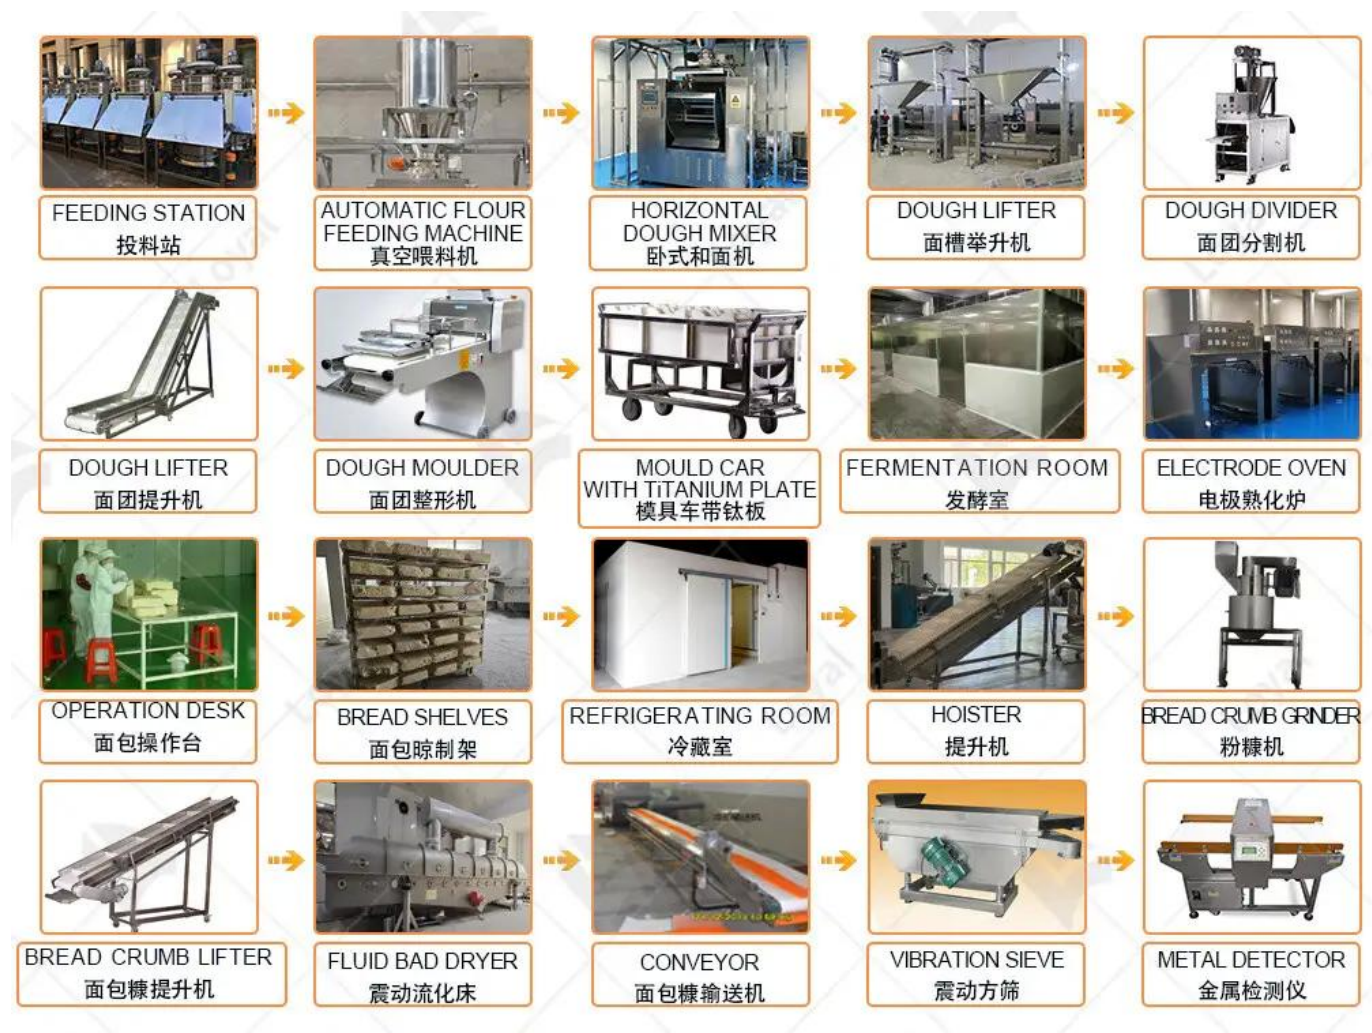 FEEDING STATION
投料站
AUTOMATIC FLOUR
FEEDING MACHINE
真空喂料机
HORIZONTAL
DOUGH MIXER
卧式和面机
DOUGH LIFTER
面槽举升机
DOUGH DIVIDER
面团分割机
DOUGH LIFTER
面团提升机
DOUGH MOULDER
面团整形机
MOULD CAR
WITH TiTANIUM PLATE
模具车带钛板
FERMENTATION ROOM
发酵室
ELECTRODE OVEN
电极熟化炉
OPERATION DESK
面包操作台
BREAD SHELVES
面包晾制架
REFRIGERATING ROOM
冷藏室
HOISTER
提升机
BREAD CRUMB GRINDER
粉糠机
BREAD CRUMB LIFTER
面包糠提升机
FLUID BAD DRYER
震动流化床
CONVEYOR
面包糠输送机
VIBRATION SIEVE
震动方筛
METAL DETECTOR
金属检测仪
Loyal